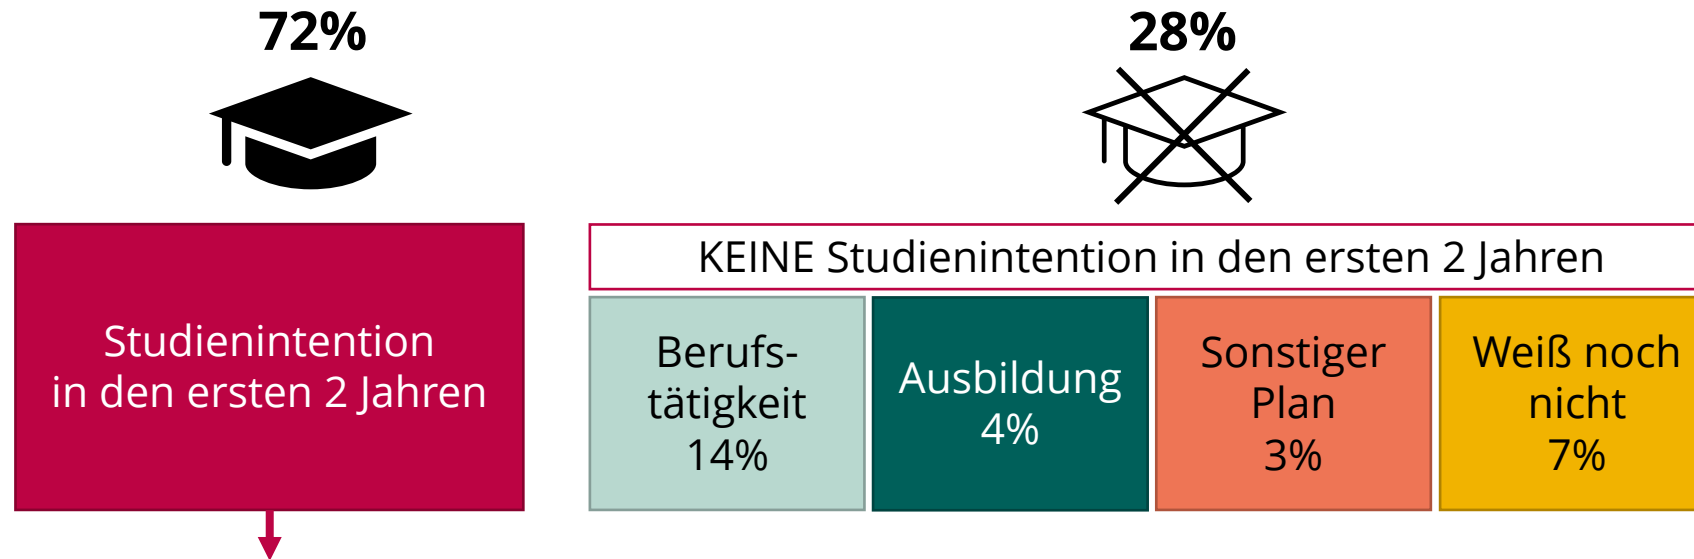 72%
28%
Studienintention
in den ersten 2 Jahren
KEINE Studienintention in den ersten 2 Jahren
Berufs-
tätigkeit
14%
Ausbildung
4%
Sonstiger
Plan
3%
Weiß noch
nicht
7%